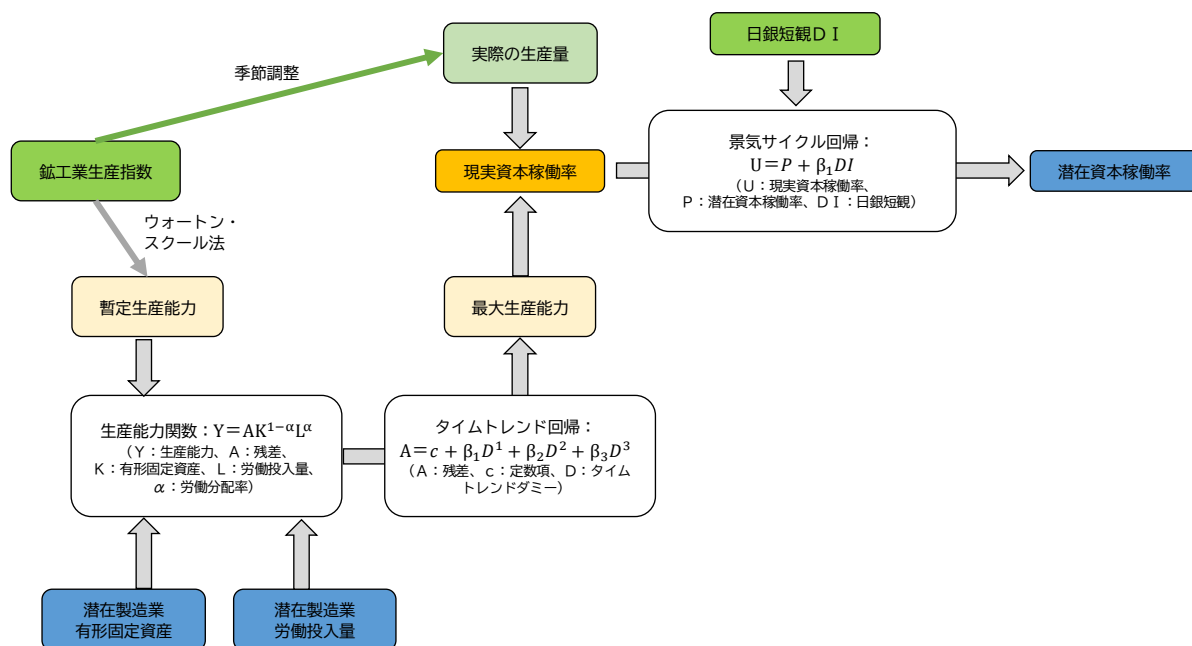 実際の生産量
日銀短観ＤＩ
季節調整
鉱工業生産指数
現実資本稼働率
景気サイクル回帰：
U＝P + β₁DI
（Ｕ：現実資本稼働率、
Ｐ：潜在資本稼働率、ＤＩ：日銀短観）
潜在資本稼働率
ウォートン・
スクール法
暫定生産能力
最大生産能力
生産能力関数：Y＝AK¹⁻ᵅLᵅ
（Ｙ：生産能力、Ａ：残差、
Ｋ：有形固定資産、Ｌ：労働投入量、
α：労働分配率）
タイムトレンド回帰：
A＝c + β₁D¹ + β₂D² + β₃D³
（Ａ：残差、ｃ：定数項、Ｄ：タイム
トレンドダミー）
潜在製造業
有形固定資産
潜在製造業
労働投入量